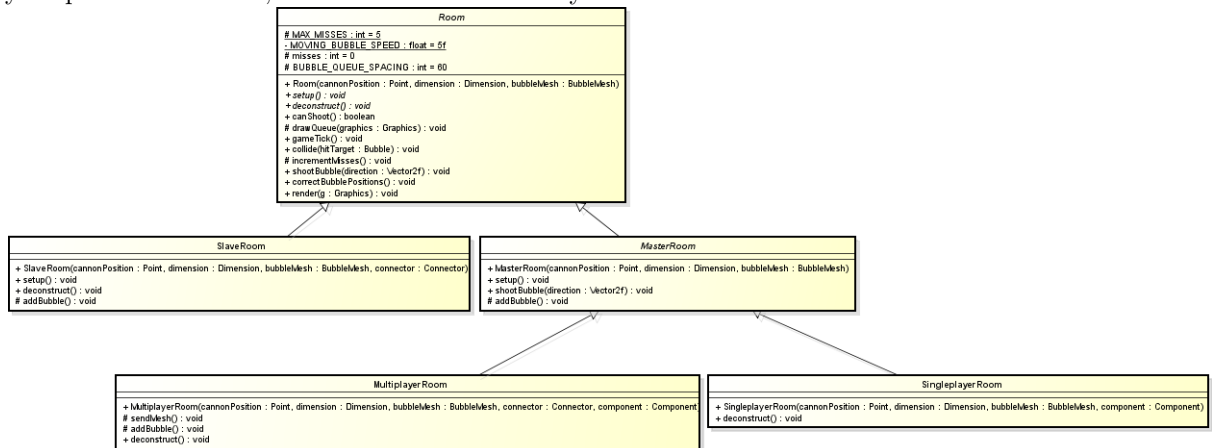 Room
# MAX_MISSES : int = 5
- MOVING_BUBBLE_SPEED : float = 5f
# misses : int = 0
# BUBBLE_QUEUE_SPACING : int = 60
+ Room(cannonPosition : Point, dimension : Dimension, bubbleMesh : BubbleMesh)
+ setup() : void
+ deconstruct() : void
+ canShoot() : boolean
# drawQueue(graphics : Graphics) : void
+ gameTick() : void
+ collide(hitTarget : Bubble) : void
# incrementMisses() : void
+ shootBubble(direction : Vector2f) : void
+ correctBubblePositions() : void
+ render(g : Graphics) : void
SlaveRoom
+ SlaveRoom(cannonPosition : Point, dimension : Dimension, bubbleMesh : BubbleMesh, connector : Connector)
+ setup() : void
+ deconstruct() : void
# addBubble() : void
MasterRoom
+ MasterRoom(cannonPosition : Point, dimension : Dimension, bubbleMesh : BubbleMesh)
+ setup() : void
+ shootBubble(direction : Vector2f) : void
# addBubble() : void
MultiplayerRoom
+ MultiplayerRoom(cannonPosition : Point, dimension : Dimension, bubbleMesh : BubbleMesh, connector : Connector, component : Component)
# sendMesh() : void
# addBubble() : void
+ deconstruct() : void
SingleplayerRoom
+ SingleplayerRoom(cannonPosition : Point, dimension : Dimension, bubbleMesh : BubbleMesh, component : Component)
+ deconstruct() : void